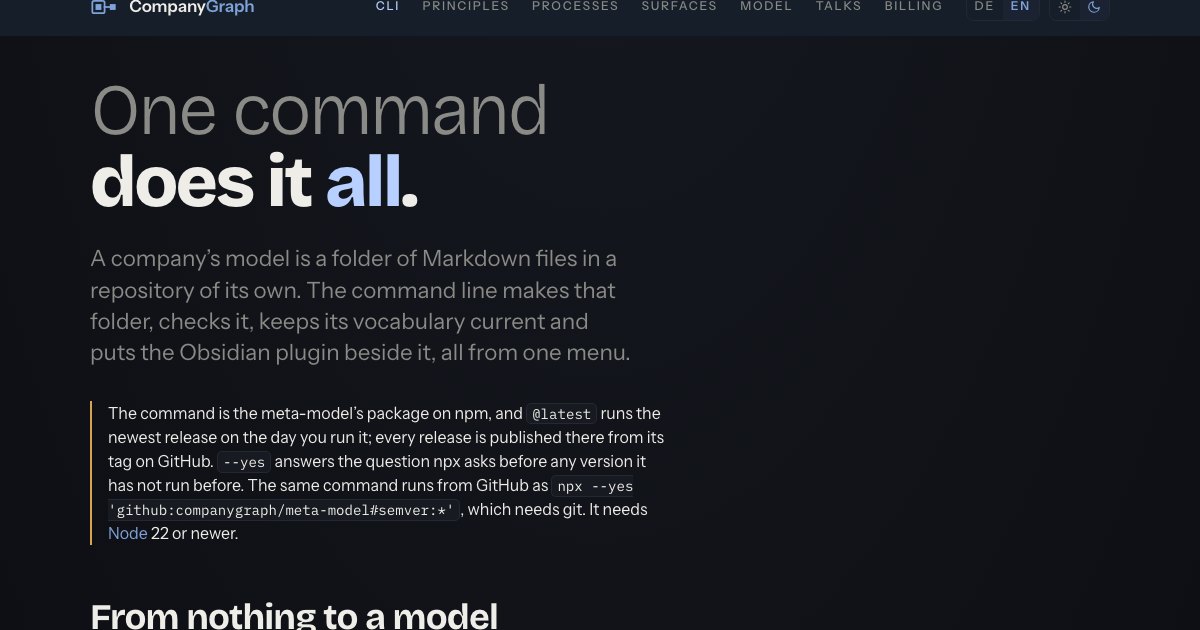 CompanyGraph
CLI PRINCIPLES PROCESSES SURFACES MODEL TALKS BILLING DE EN
One command
does it all.
A company’s model is a folder of Markdown files in a
repository of its own. The command line makes that
folder, checks it, keeps its vocabulary current and
puts the Obsidian plugin beside it, all from one menu.
The command is the meta-model’s package on npm, and @latest runs the
newest release on the day you run it; every release is published there from its
tag on GitHub. --yes answers the question npx asks before any version it
has not run before. The same command runs from GitHub as npx --yes
'github:companygraph/meta-model#semver:*', which needs git. It needs
Node 22 or newer.
From nothing to a model